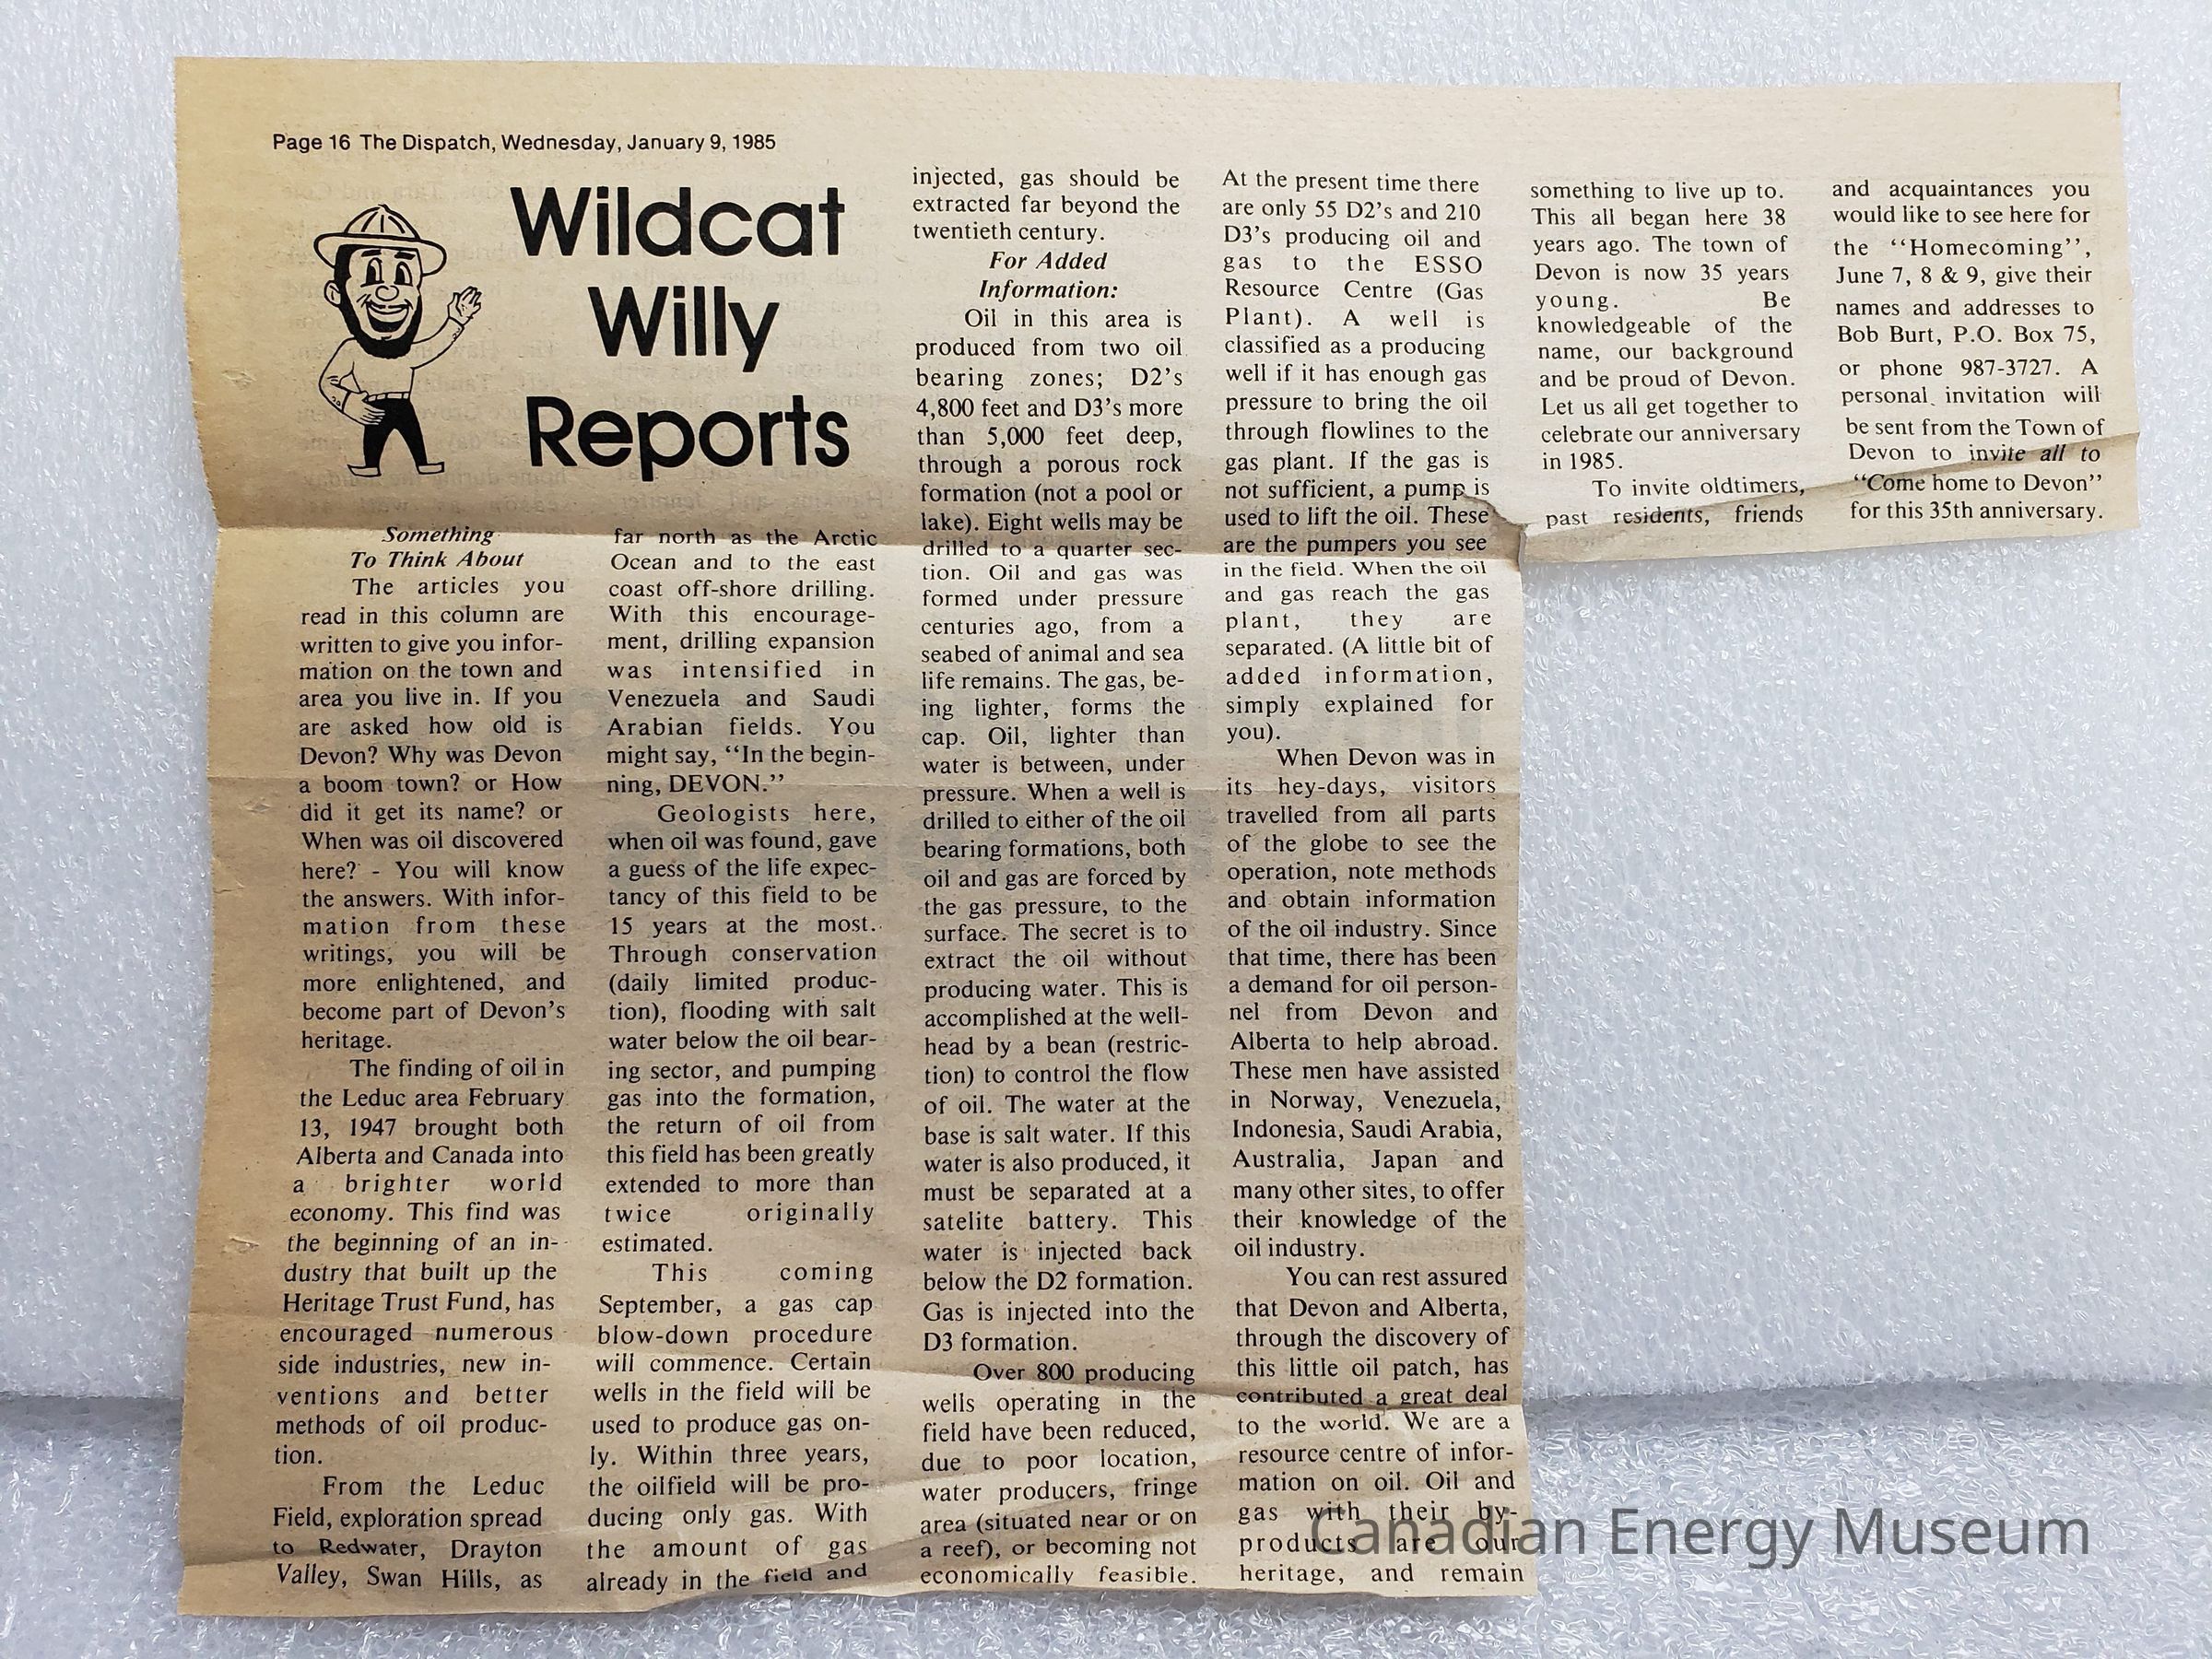 Page 16 The Dispatch, Wednesday, January 9, 1985
Wildcat
Willy
Reports
Something
To Think About
The articles you
read in this column are
written to give you infor-
mation on the town and
area you live in. If you
are asked how old is
Devon? Why was Devon
a boom town? or How
did it get its name? or
When was oil discovered
here? - You will know
the answers. With infor-
mation from these
writings, you will be
more enlightened, and
become part of Devon's
heritage.
The finding of oil in
the Leduc area February
13, 1947 brought both
Alberta and Canada into
a brighter world
economy. This find was
the beginning of an in-
dustry that built up the
Heritage Trust Fund, has
encouraged numerous
side industries, new in-
ventions and better
methods of oil produc-
tion.
From the Leduc
Field, exploration spread
to Redwater, Drayton
Valley, Swan Hills, as
far north as the Arctic
Ocean and to the east
coast off-shore drilling.
With this encourage-
ment, drilling expansion
was intensified in
Venezuela and Saudi
Arabian fields. You
might say, "In the begin-
ning, DEVON."
Geologists here,
when oil was found, gave
a guess of the life expec-
tancy of this field to be
15 years at the most.
Through conservation
(daily limited produc-
tion), flooding with salt
water below the oil bear-
ing sector, and pumping
gas into the formation,
the return of oil from
this field has been greatly
extended to more than
twice originally
estimated.
This coming
September, a gas cap
blow-down procedure
will commence. Certain
wells in the field will be
used to produce gas on-
ly. Within three years,
the oilfield will be pro-
ducing only gas. With
the amount of gas
already in the field and
injected, gas should be
extracted far beyond the
twentieth century.
For Added
Information:
Oil in this area is
produced from two oil
bearing zones; D2's
4,800 feet and D3's more
than 5,000 feet deep,
through a porous rock
formation (not a pool or
lake). Eight wells may be
drilled to a quarter sec-
tion. Oil and gas was
formed under pressure
centuries ago, from a
seabed of animal and sea
life remains. The gas, be-
ing lighter, forms the
cap. Oil, lighter than
water is between, under
pressure. When a well is
drilled to either of the oil
bearing formations, both
oil and gas are forced by
the gas pressure, to the
surface. The secret is to
extract the oil without
producing water. This is
accomplished at the well-
head by a bean (restric-
tion) to control the flow
of oil. The water at the
base is salt water. If this
water is also produced, it
must be separated at a
satelite battery. This
water is injected back
below the D2 formation.
Gas is injected into the
D3 formation.
Over 800 producing
wells operating in the
field have been reduced,
due to poor location,
water producers, fringe
area (situated near or on
a reef), or becoming not
economically feasible.
At the present time there
are only 55 D2's and 210
D3's producing oil and
gas to the ESSO
Resource Centre (Gas
Plant). A well is
classified as a producing
well if it has enough gas
pressure to bring the oil
through flowlines to the
gas plant. If the gas is
not sufficient, a pump is
used to lift the oil. These
are the pumpers you see
in the field. When the oil
and gas reach the gas
plant, they are
separated. (A little bit of
added information,
simply explained for
you).
When Devon was in
its hey-days, visitors
travelled from all parts
of the globe to see the
operation, note methods
and obtain information
of the oil industry. Since
that time, there has been
a demand for oil person-
nel from Devon and
Alberta to help abroad.
These men have assisted
in Norway, Venezuela,
Indonesia, Saudi Arabia,
Australia, Japan and
many other sites, to offer
their knowledge of the
oil industry.
You can rest assured
that Devon and Alberta,
through the discovery of
this little oil patch, has
contributed a great deal
to the world. We are a
resource centre of infor-
mation on oil. Oil and
gas with their by-
products are our
heritage, and remain
something to live up to.
This all began here 38
years ago. The town of
Devon is now 35 years
young. Be
knowledgeable of the
name, our background
and be proud of Devon.
Let us all get together to
celebrate our anniversary
in 1985.
To invite oldtimers,
past residents, friends
and acquaintances you
would like to see here for
the "Homecoming",
June 7, 8 & 9, give their
names and addresses to
Bob Burt, P.O. Box 75,
or phone 987-3727. A
personal invitation will
be sent from the Town of
Devon to invite all to
"Come home to Devon"
for this 35th anniversary.
Canadian Energy Museum